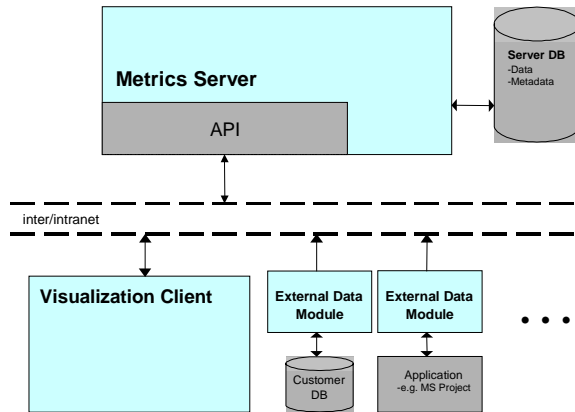 Metrics Server
API
Server DB
-Data
-Metadata
inter/intranet
Visualization Client
External Data
Module
External Data
Module
Customer
DB
Application
-e.g. MS Project